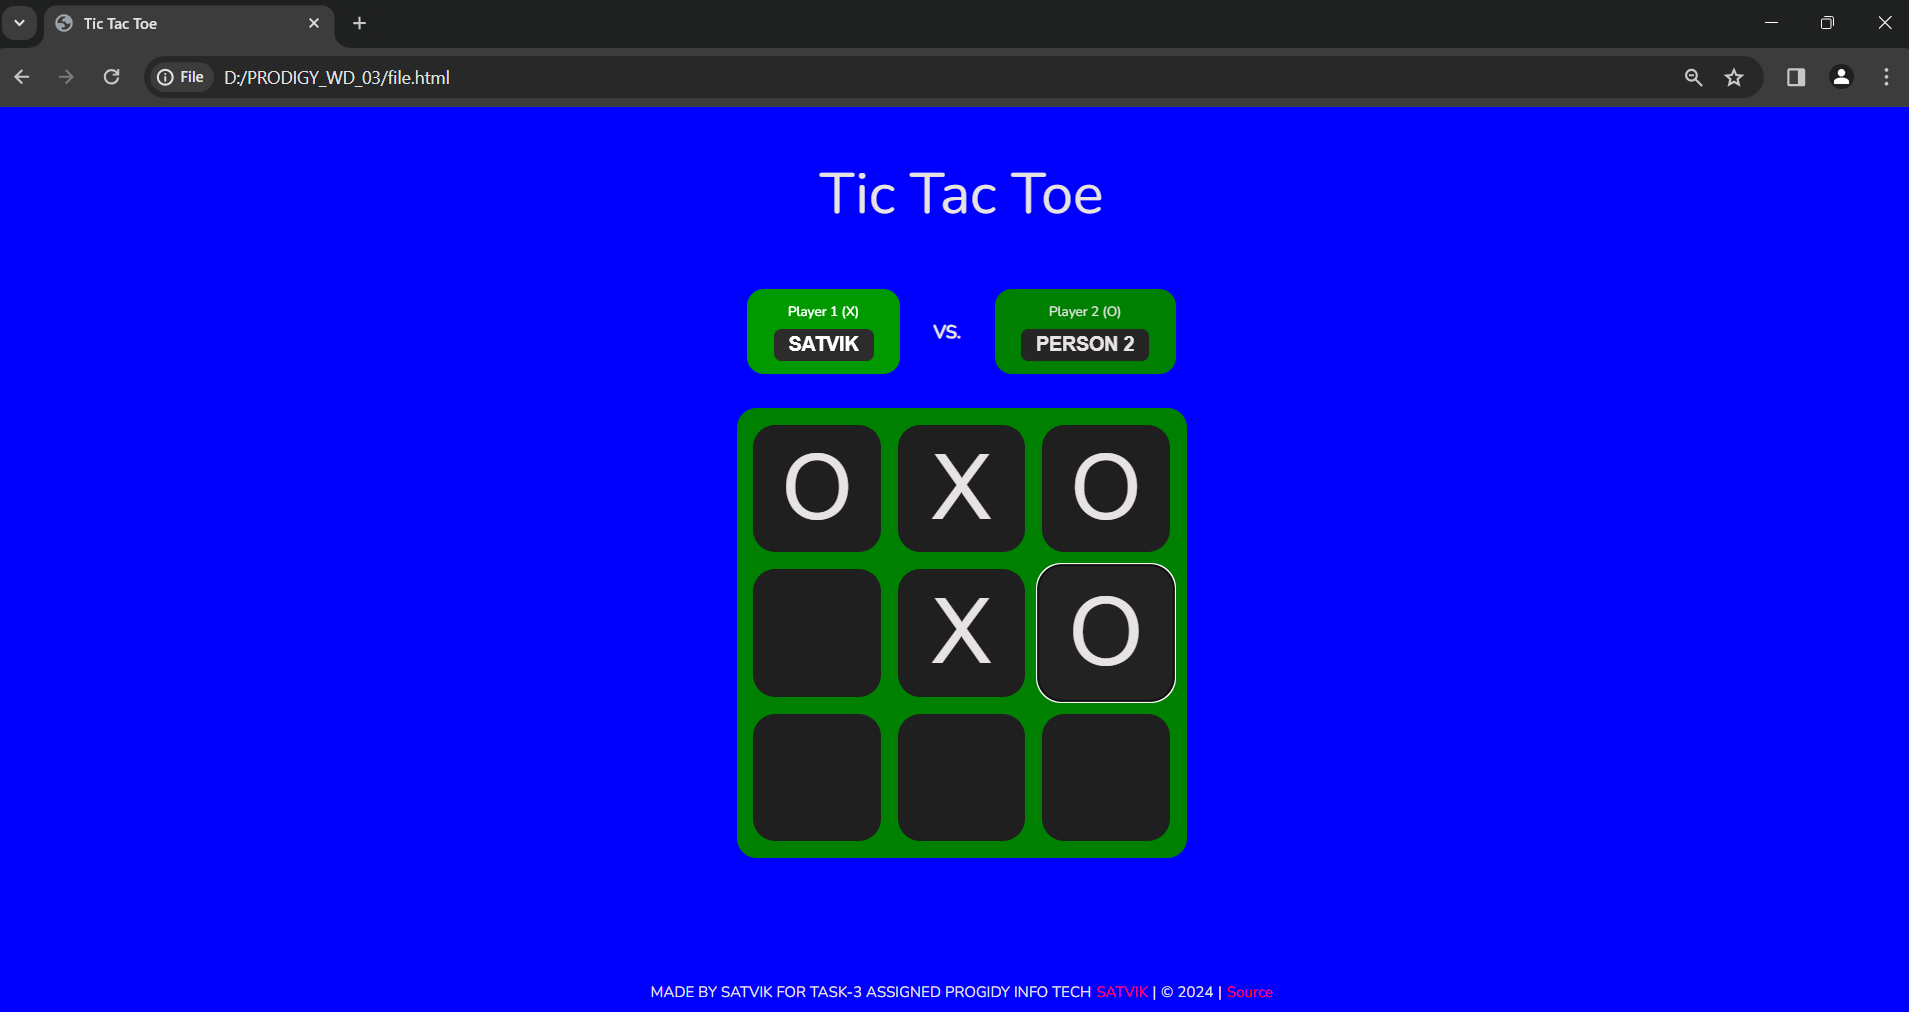 Tic Tac Toe
File D:/PRODIGY_WD_03/file.html
Tic Tac Toe
Player 1 (X) Player 2 (O)
VS.
SATVIK PERSON 2
O X O
X O
MADE BY SATVIK FOR TASK-3 ASSIGNED PROGIDY INFO TECH SATVIK | © 2024 | Source